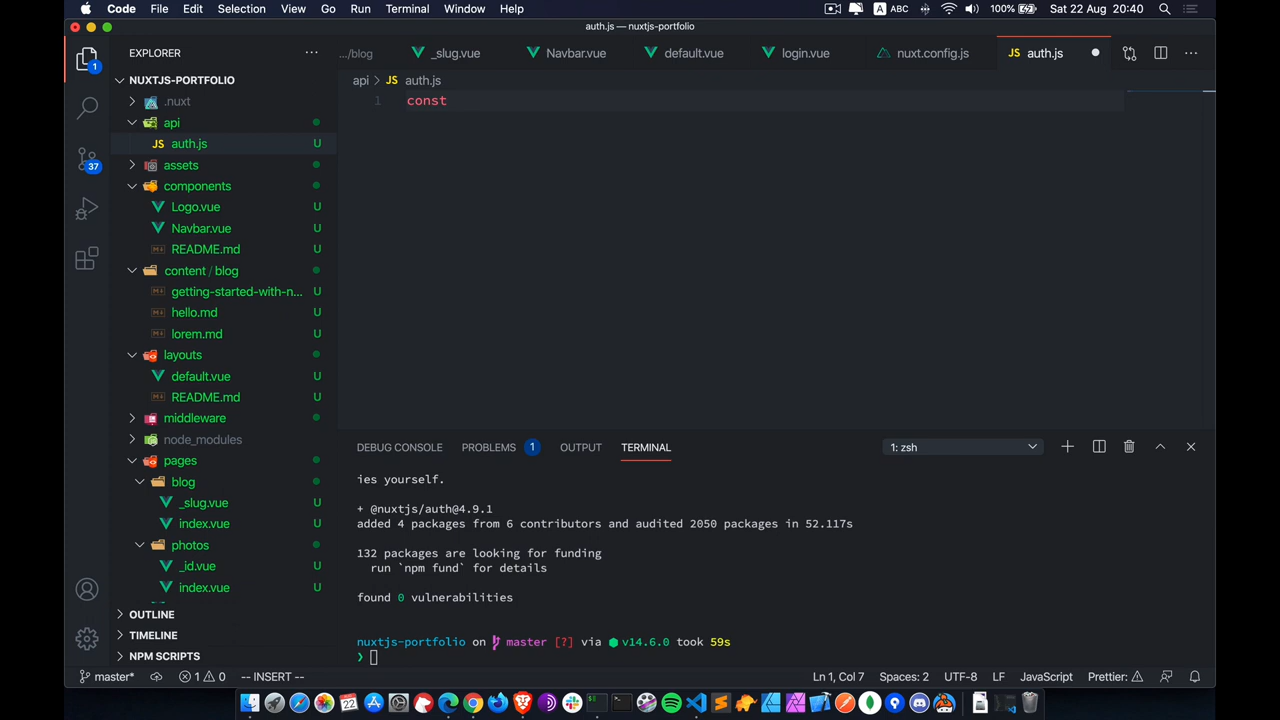 Code File Edit Selection View Go Run Terminal Window Help A ABC 100% Sat 22 Aug 20:40
auth.js — nuxtjs-portfolio
EXPLORER
.../blog _slug.vue Navbar.vue default.vue login.vue nuxt.config.js JS auth.js
1
NUXTJS-PORTFOLIO
api JS auth.js
.nuxt
1 const
api
JS auth.js U
37
assets
components
Logo.vue U
Navbar.vue U
README.md U
content / blog
getting-started-with-n... U
hello.md U
lorem.md U
layouts
default.vue U
README.md U
middleware
node_modules
pages
blog
_slug.vue U
index.vue U
photos
_id.vue U
index.vue U
OUTLINE
TIMELINE
NPM SCRIPTS
DEBUG CONSOLE PROBLEMS 1 OUTPUT TERMINAL 1: zsh
ies yourself.
+ @nuxtjs/auth@4.9.1
added 4 packages from 6 contributors and audited 2050 packages in 52.117s
132 packages are looking for funding
run `npm fund` for details
found 0 vulnerabilities
nuxtjs-portfolio on master [?] via v14.6.0 took 59s
❯
master* 1 0 -- INSERT -- Ln 1, Col 7 Spaces: 2 UTF-8 LF JavaScript Prettier:
22